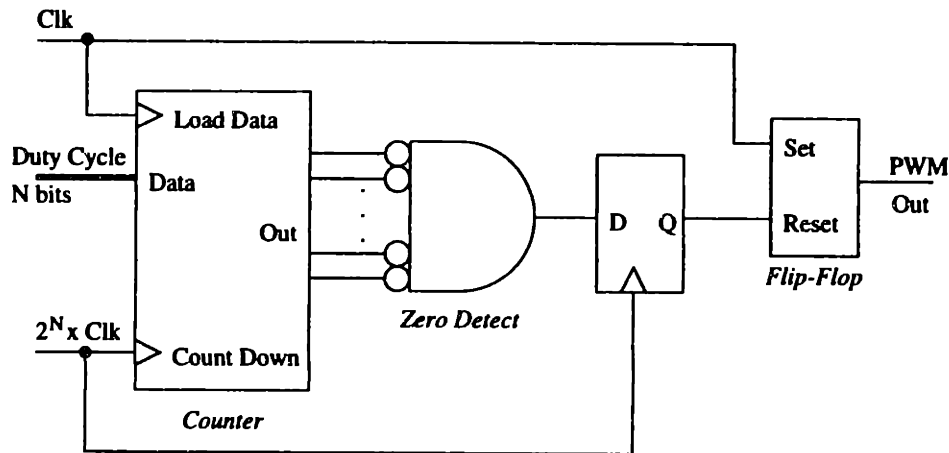 Clk
Load Data
Duty Cycle
N bits
Data
Out
2^N x Clk
Count Down
Counter
Zero Detect
D Q
Set
Reset
Flip-Flop
PWM
Out